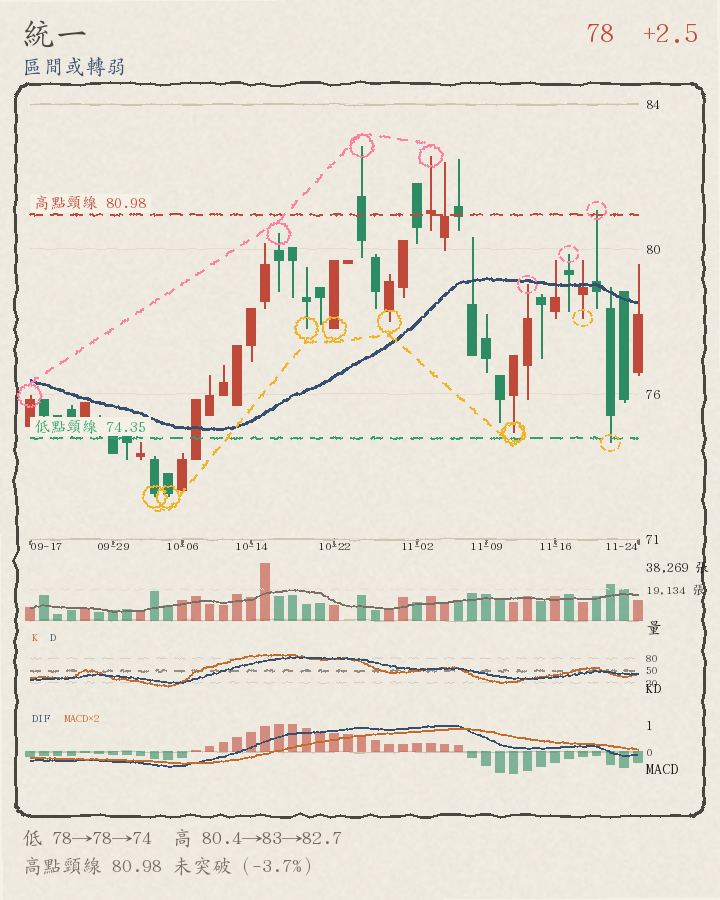 統一
78 +2.5
區間或轉弱
84
高點頸線 80.98
80
76
低點頸線 74.35
71
09-17 09-29 10-06 10-14 10-22 11-02 11-09 11-16 11-24
38,269 張
19,134 張
量
K D
80
50
20
KD
DIF MACD×2
1
0
MACD
低 78→78→74 高 80.4→83→82.7
高點頸線 80.98 未突破 (-3.7%)